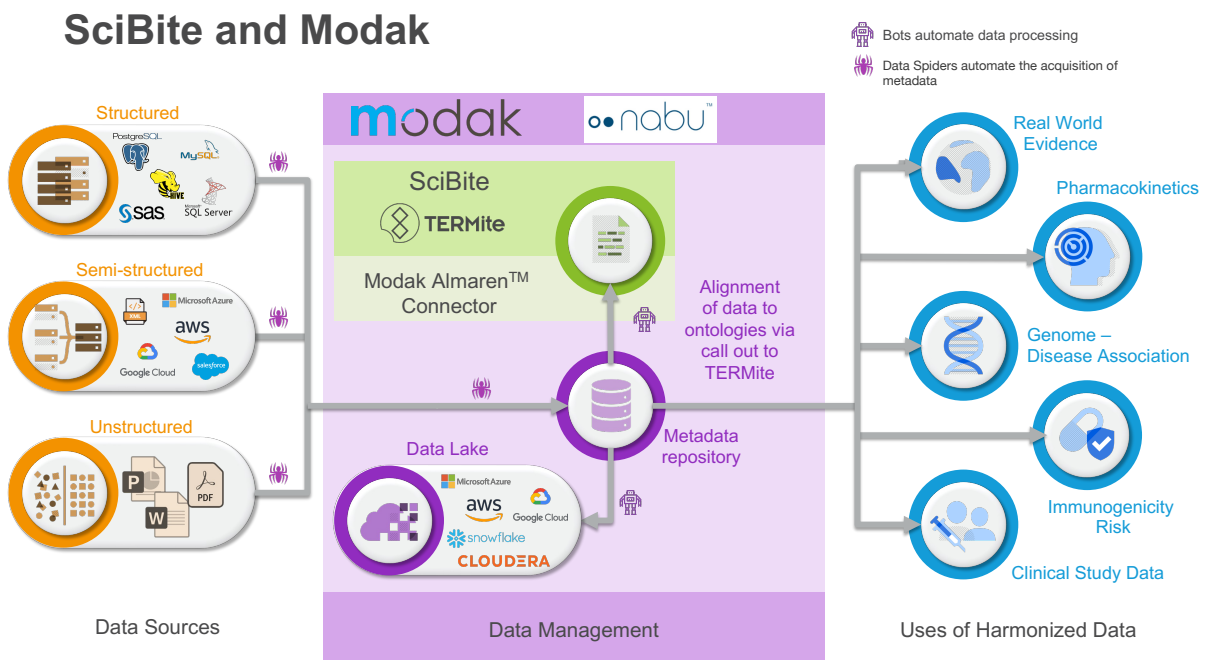 SciBite and Modak
Bots automate data processing
Data Spiders automate the acquisition of
metadata
Structured
PostgreSQL
MySQL
HIVE
sas
Microsoft
SQL Server
Semi-structured
</>
XML
Microsoft Azure
aws
Google Cloud
salesforce
Unstructured
P
W
PDF
Data Sources
modak
nabu™
SciBite
TERMite
Modak Almaren™
Connector
Alignment
of data to
ontologies via
call out to
TERMite
Metadata
repository
Data Lake
Microsoft Azure
aws
Google Cloud
snowflake
CLOUDERA
Data Management
Real World
Evidence
Pharmacokinetics
Genome –
Disease Association
Immunogenicity
Risk
Clinical Study Data
Uses of Harmonized Data